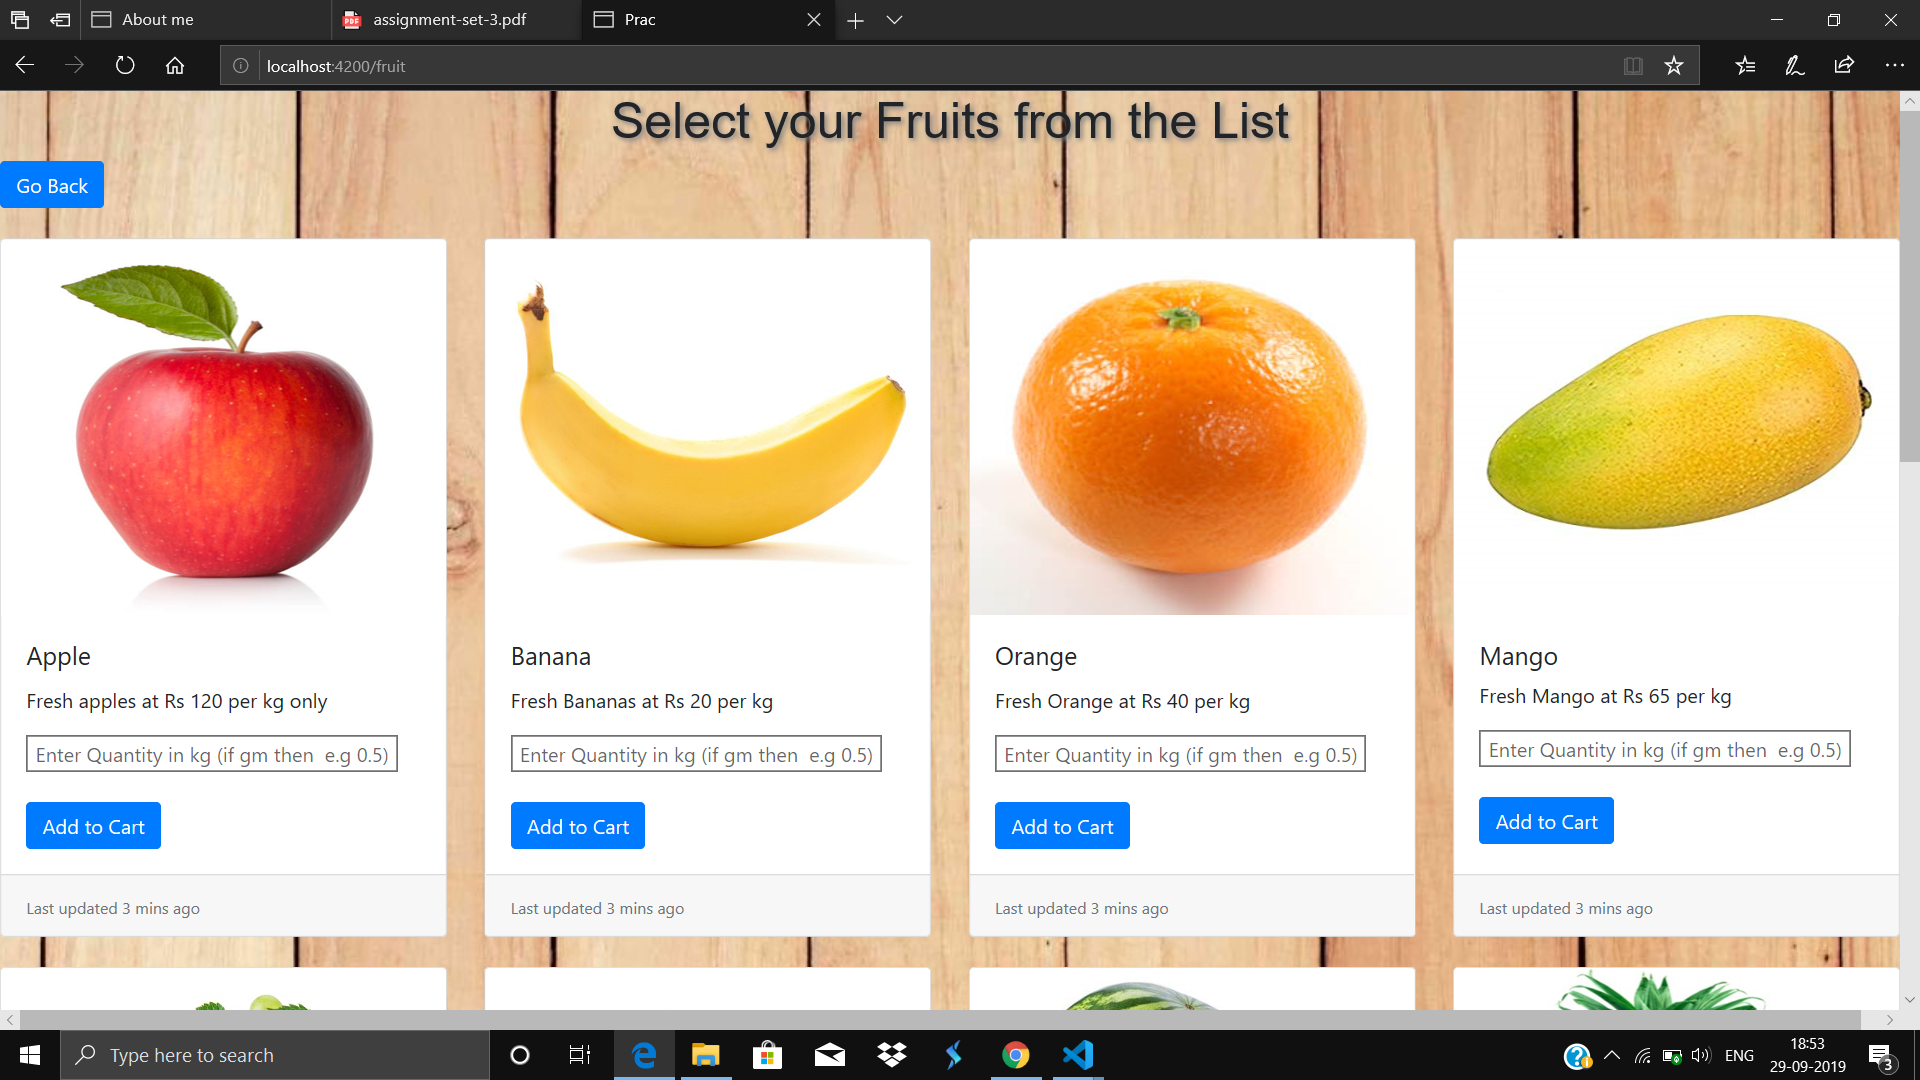 About me
assignment-set-3.pdf
Prac
localhost:4200/fruit
Select your Fruits from the List
Go Back
Apple
Fresh apples at Rs 120 per kg only
Enter Quantity in kg (if gm then  e.g 0.5)
Add to Cart
Last updated 3 mins ago
Banana
Fresh Bananas at Rs 20 per kg
Enter Quantity in kg (if gm then  e.g 0.5)
Add to Cart
Last updated 3 mins ago
Orange
Fresh Orange at Rs 40 per kg
Enter Quantity in kg (if gm then  e.g 0.5)
Add to Cart
Last updated 3 mins ago
Mango
Fresh Mango at Rs 65 per kg
Enter Quantity in kg (if gm then  e.g 0.5)
Add to Cart
Last updated 3 mins ago
Type here to search
ENG
18:53
29-09-2019
3